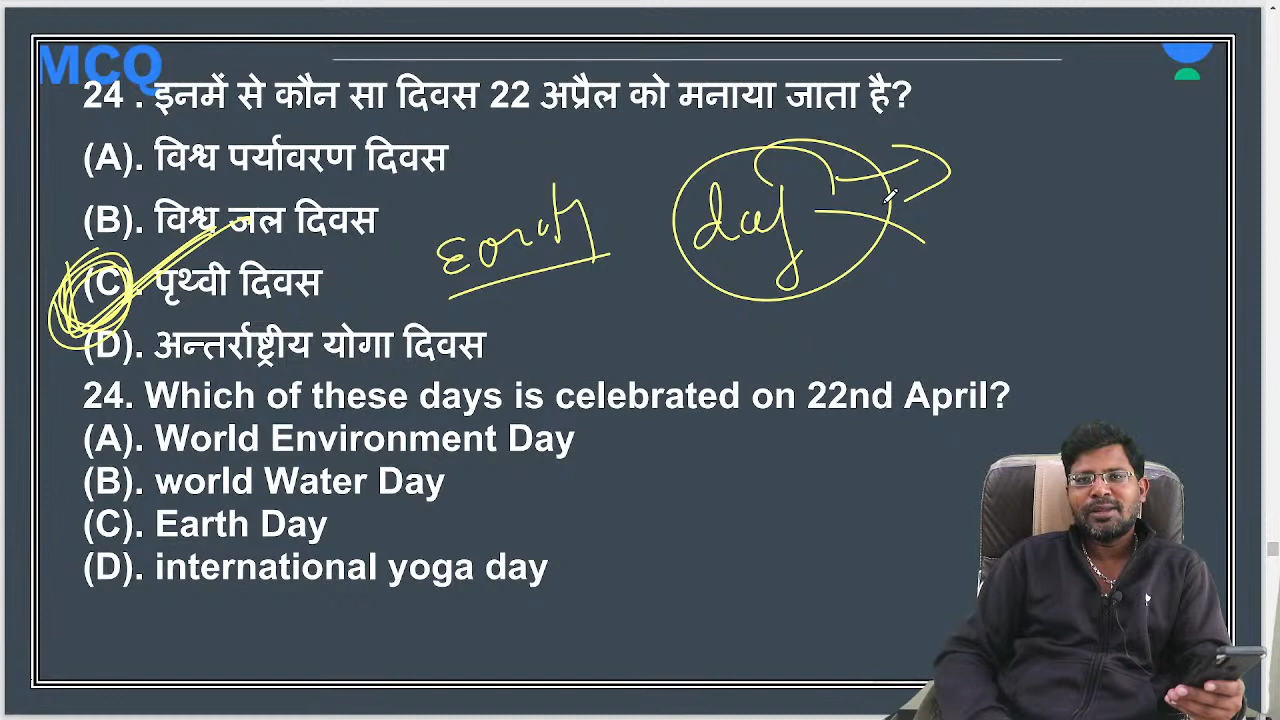 MCQ
24 . इनमें से कौन सा दिवस 22 अप्रैल को मनाया जाता है?
(A). विश्व पर्यावरण दिवस
(B). विश्व जल दिवस
(C). पृथ्वी दिवस
(D). अन्तर्राष्ट्रीय योगा दिवस
Earth day
24. Which of these days is celebrated on 22nd April?
(A). World Environment Day
(B). world Water Day
(C). Earth Day
(D). international yoga day